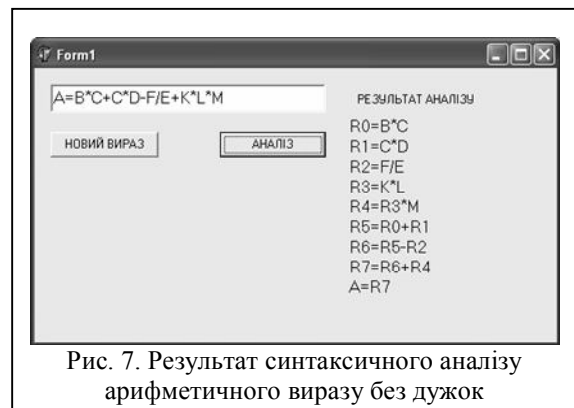 Form1
A=B*C+C*D-F/E+K*L*M
НОВИЙ ВИРАЗ
АНАЛІЗ
РЕЗУЛЬТАТ АНАЛІЗУ
R0=B*C
R1=C*D
R2=F/E
R3=K*L
R4=R3*M
R5=R0+R1
R6=R5-R2
R7=R6+R4
A=R7
Рис. 7. Результат синтаксичного аналізу
арифметичного виразу без дужок